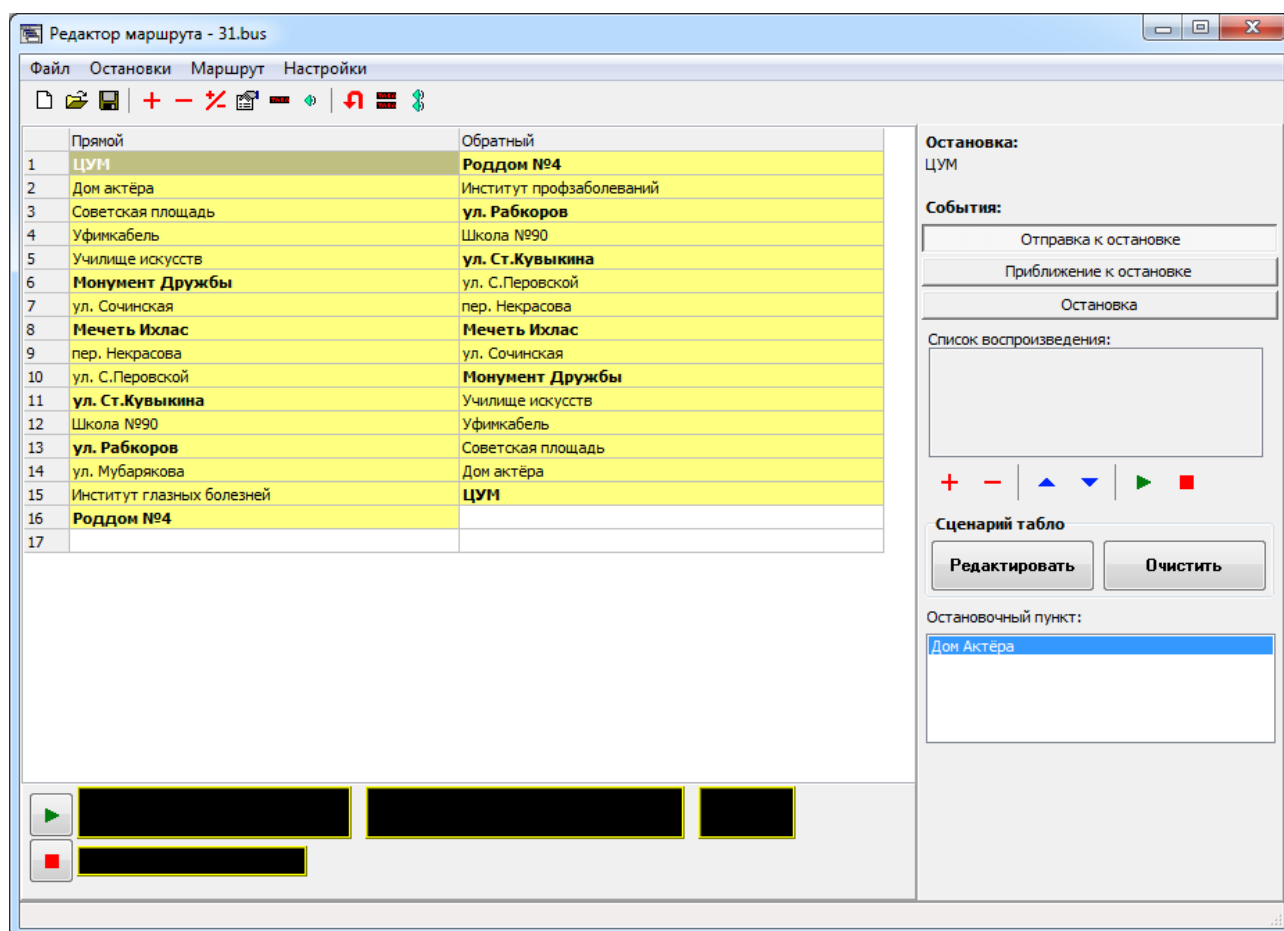 Редактор маршрута - 31.bus
Файл Остановки Маршрут Настройки
Прямой Обратный
1 ЦУМ Роддом №4
2 Дом актёра Институт профзаболеваний
3 Советская площадь ул. Рабкоров
4 Уфимкабель Школа №90
5 Училище искусств ул. Ст.Кувыкина
6 Монумент Дружбы ул. С.Перовской
7 ул. Сочинская пер. Некрасова
8 Мечеть Ихлас Мечеть Ихлас
9 пер. Некрасова ул. Сочинская
10 ул. С.Перовской Монумент Дружбы
11 ул. Ст.Кувыкина Училище искусств
12 Школа №90 Уфимкабель
13 ул. Рабкоров Советская площадь
14 ул. Мубарякова Дом актёра
15 Институт глазных болезней ЦУМ
16 Роддом №4
17
Остановка:
ЦУМ
События:
Отправка к остановке
Приближение к остановке
Остановка
Список воспроизведения:
Сценарий табло
Редактировать Очистить
Остановочный пункт:
Дом Актёра